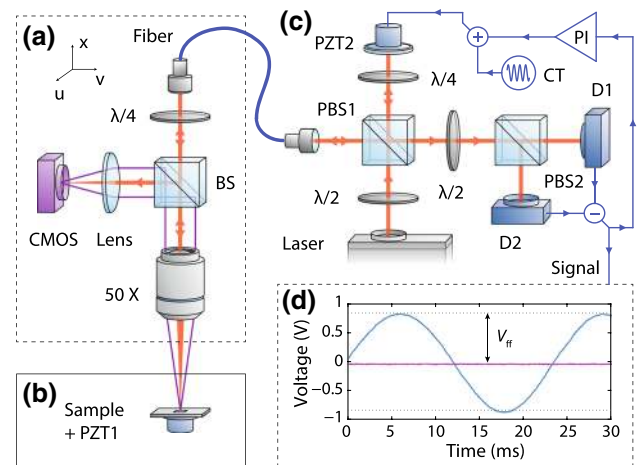 (a)
x
v
u
Fiber
λ/4
BS
CMOS
Lens
50 X
(b)
Sample
+ PZT1
(c)
PZT2
λ/4
PBS1
λ/2
λ/2
Laser
+
PI
CT
D1
PBS2
D2
−
Signal
(d)
Voltage (V)
1
0.5
0
−0.5
−1
Vff
0
5
10
15
20
25
30
Time (ms)